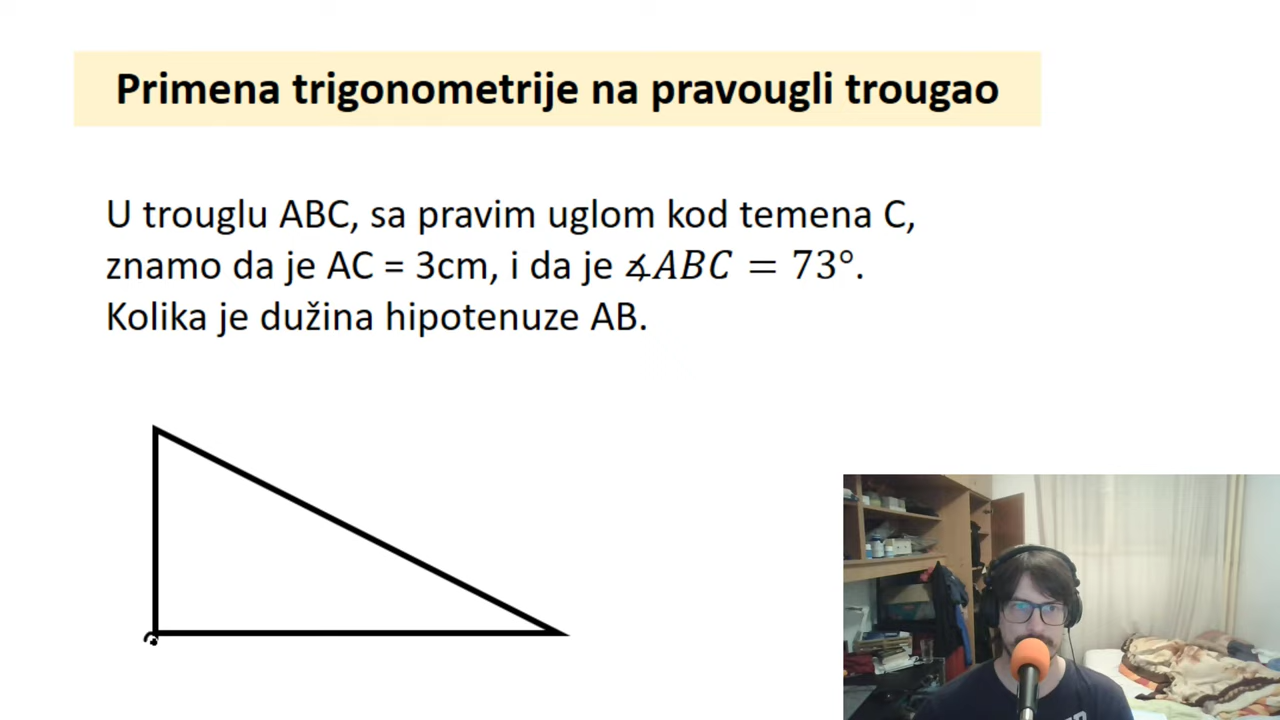 Primena trigonometrije na pravougli trougao
U trouglu ABC, sa pravim uglom kod temena C,
znamo da je AC = 3cm, i da je ∡ABC = 73°.
Kolika je dužina hipotenuze AB.